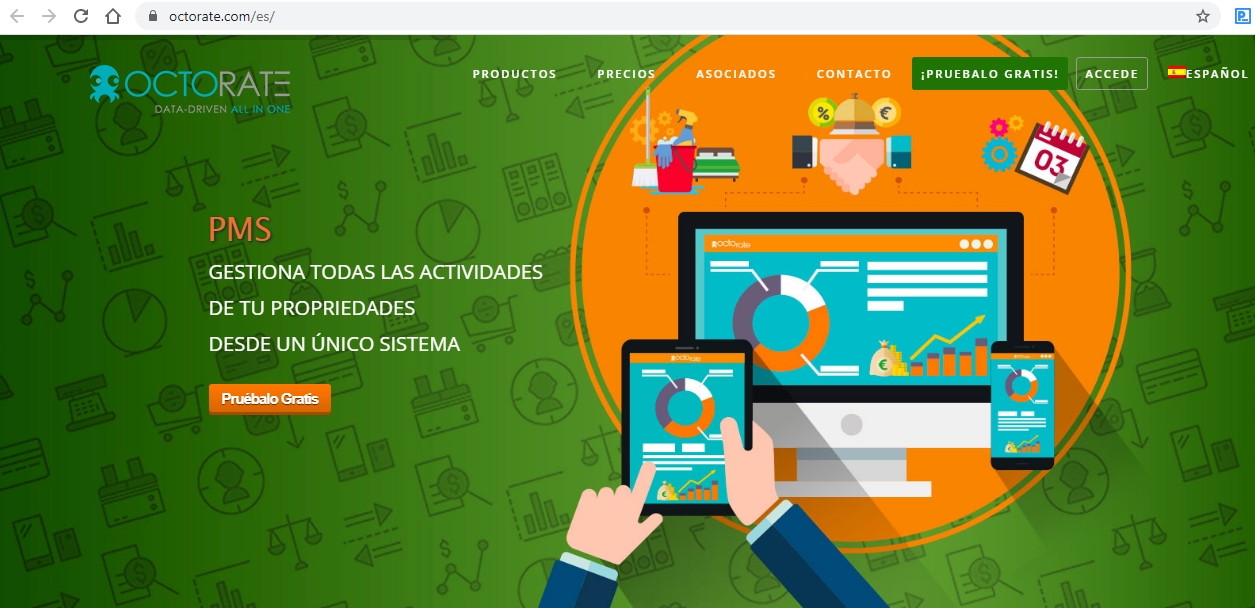 octorate.com/es/
OCTORATE
DATA-DRIVEN ALL IN ONE
PRODUCTOS
PRECIOS
ASOCIADOS
CONTACTO
¡PRUEBALO GRATIS!
ACCEDE
ESPAÑOL
%
€
03
PMS
GESTIONA TODAS LAS ACTIVIDADES
DE TU PROPRIEDADES
DESDE UN ÚNICO SISTEMA
Pruébalo Gratis
octorate
€
octorate
€